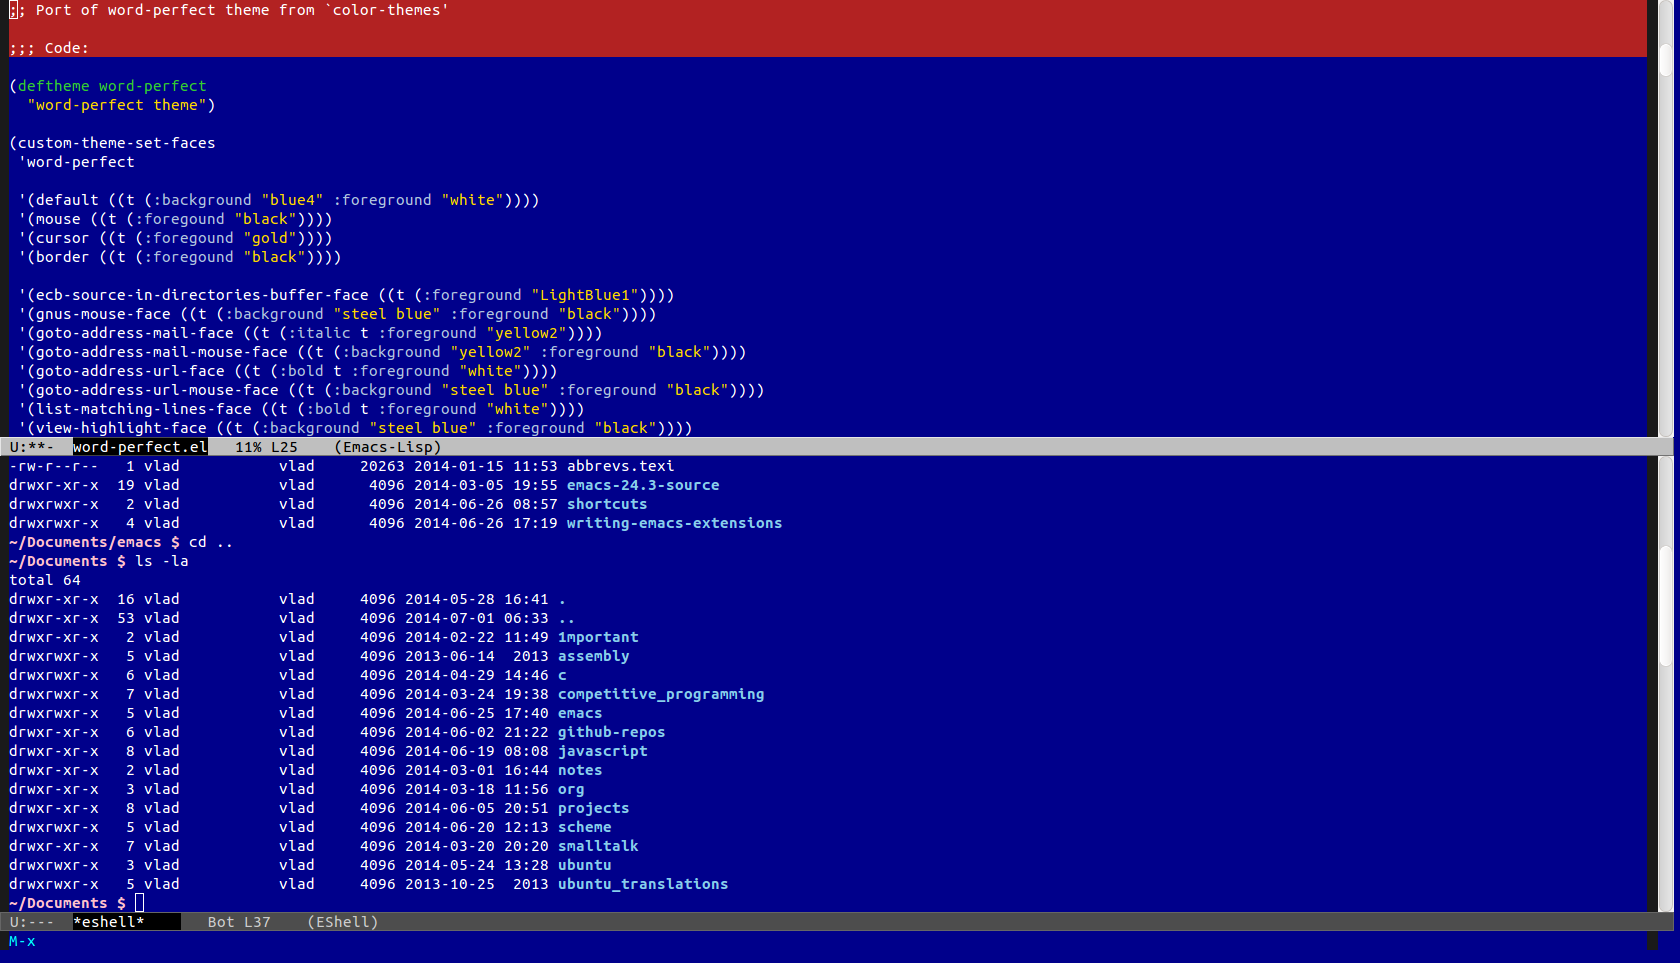 ;; Port of word-perfect theme from `color-themes'
;;; Code:
(deftheme word-perfect
"word-perfect theme")
(custom-theme-set-faces
'word-perfect
'(default ((t (:background "blue4" :foreground "white"))))
'(mouse ((t (:foregound "black"))))
'(cursor ((t (:foregound "gold"))))
'(border ((t (:foregound "black"))))
'(ecb-source-in-directories-buffer-face ((t (:foreground "LightBlue1"))))
'(gnus-mouse-face ((t (:background "steel blue" :foreground "black"))))
'(goto-address-mail-face ((t (:italic t :foreground "yellow2"))))
'(goto-address-mail-mouse-face ((t (:background "yellow2" :foreground "black"))))
'(goto-address-url-face ((t (:bold t :foreground "white"))))
'(goto-address-url-mouse-face ((t (:background "steel blue" :foreground "black"))))
'(list-matching-lines-face ((t (:bold t :foreground "white"))))
'(view-highlight-face ((t (:background "steel blue" :foreground "black"))))
U:**-  word-perfect.el   11% L25    (Emacs-Lisp)
-rw-r--r--   1 vlad           vlad     20263 2014-01-15 11:53 abbrevs.texi
drwxr-xr-x  19 vlad           vlad      4096 2014-03-05 19:55 emacs-24.3-source
drwxrwxr-x   2 vlad           vlad      4096 2014-06-26 08:57 shortcuts
drwxrwxr-x   4 vlad           vlad      4096 2014-06-26 17:19 writing-emacs-extensions
~/Documents/emacs $ cd ..
~/Documents $ ls -la
total 64
drwxr-xr-x  16 vlad           vlad     4096 2014-05-28 16:41 .
drwxr-xr-x  53 vlad           vlad     4096 2014-07-01 06:33 ..
drwxr-xr-x   2 vlad           vlad     4096 2014-02-22 11:49 1mportant
drwxrwxr-x   5 vlad           vlad     4096 2013-06-14  2013 assembly
drwxrwxr-x   6 vlad           vlad     4096 2014-04-29 14:46 c
drwxrwxr-x   7 vlad           vlad     4096 2014-03-24 19:38 competitive_programming
drwxrwxr-x   5 vlad           vlad     4096 2014-06-25 17:40 emacs
drwxrwxr-x   6 vlad           vlad     4096 2014-06-02 21:22 github-repos
drwxr-xr-x   8 vlad           vlad     4096 2014-06-19 08:08 javascript
drwxr-xr-x   2 vlad           vlad     4096 2014-03-01 16:44 notes
drwxr-xr-x   3 vlad           vlad     4096 2014-03-18 11:56 org
drwxr-xr-x   8 vlad           vlad     4096 2014-06-05 20:51 projects
drwxrwxr-x   5 vlad           vlad     4096 2014-06-20 12:13 scheme
drwxr-xr-x   7 vlad           vlad     4096 2014-03-20 20:20 smalltalk
drwxrwxr-x   3 vlad           vlad     4096 2014-05-24 13:28 ubuntu
drwxrwxr-x   5 vlad           vlad     4096 2013-10-25  2013 ubuntu_translations
~/Documents $
U:---  *eshell*       Bot L37    (EShell)
M-x